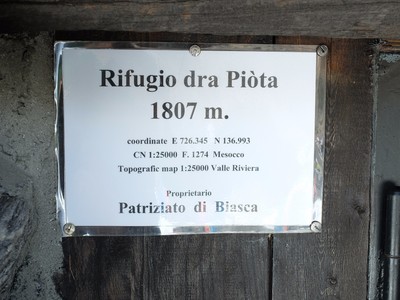 Rifugio dra Piòta
1807 m.
coordinate E 726.345 N 136.993
CN 1:25000 F. 1274 Mesocco
Topografic map 1:25000 Valle Riviera
Proprietario
Patriziato di Biasca